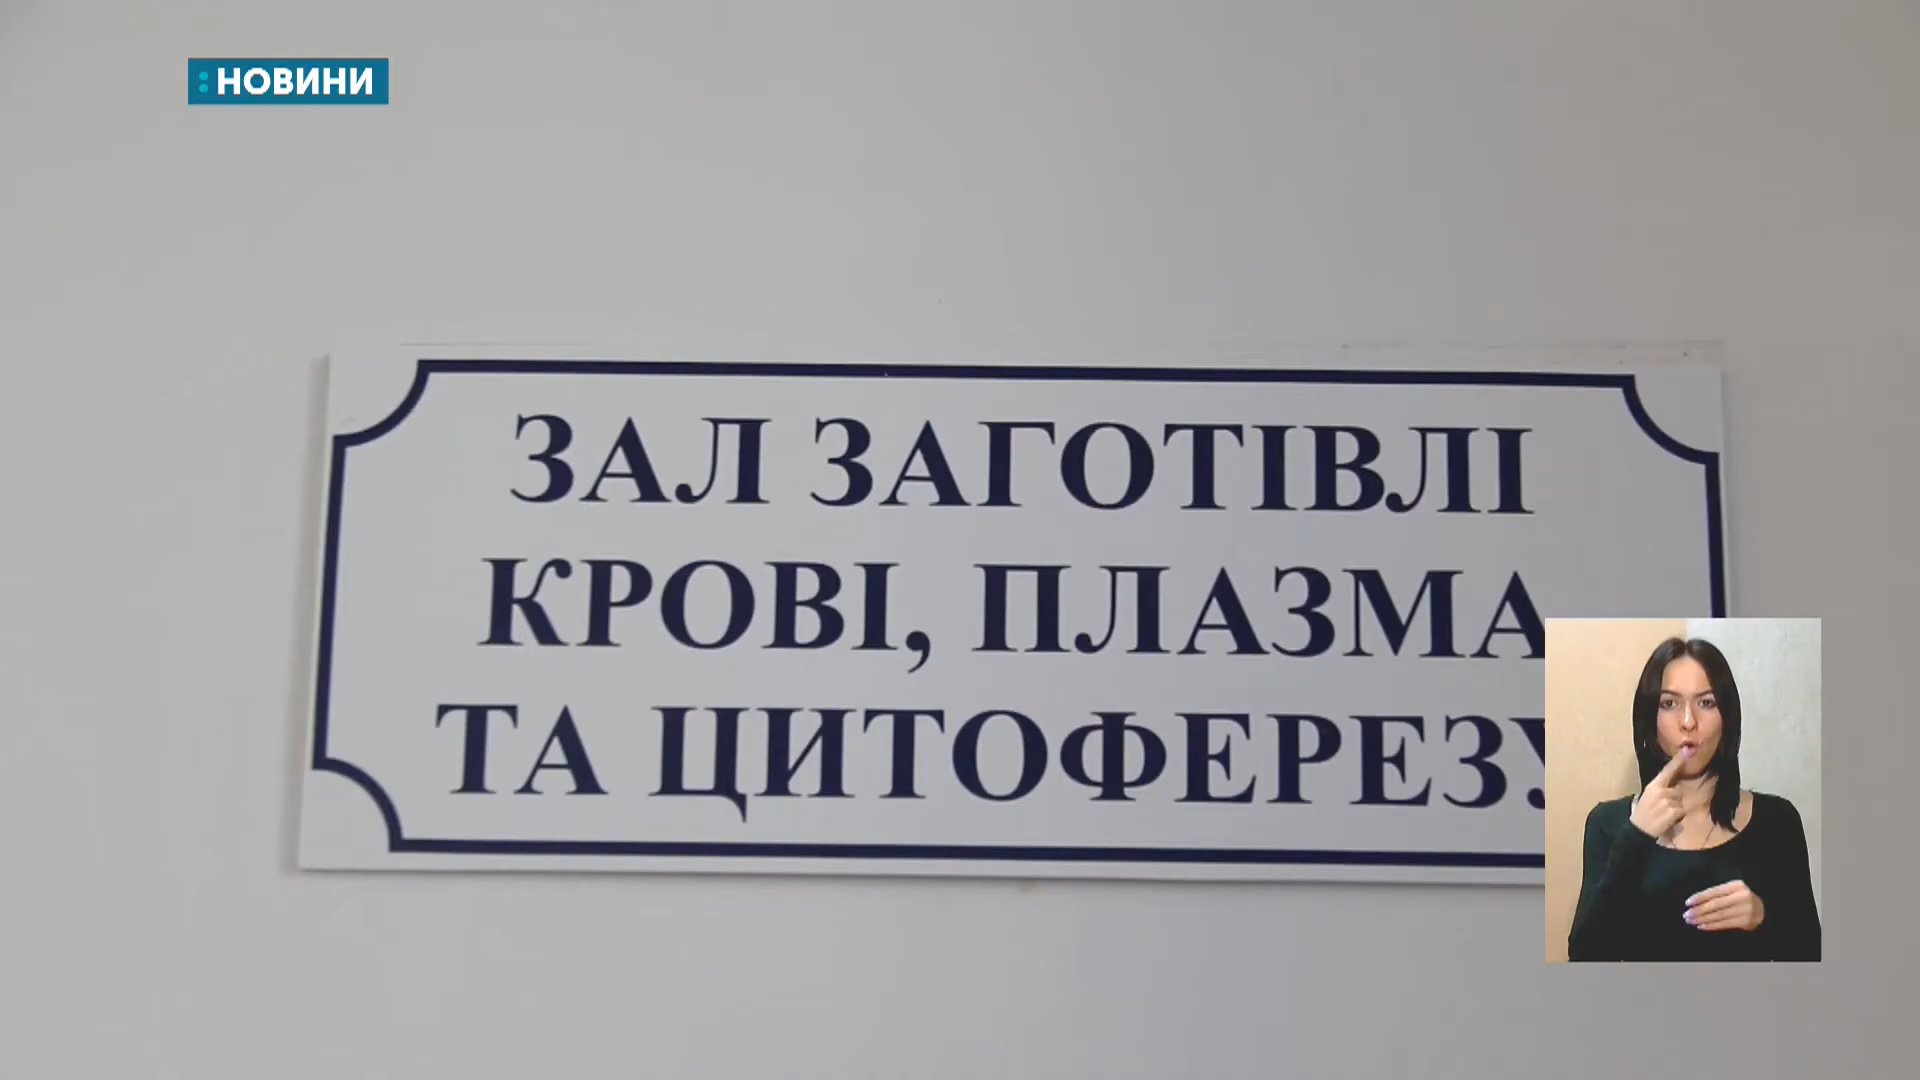 :НОВИНИ
ЗАЛ ЗАГОТІВЛІ
КРОВІ, ПЛАЗМА
ТА ЦИТОФЕРЕЗУ